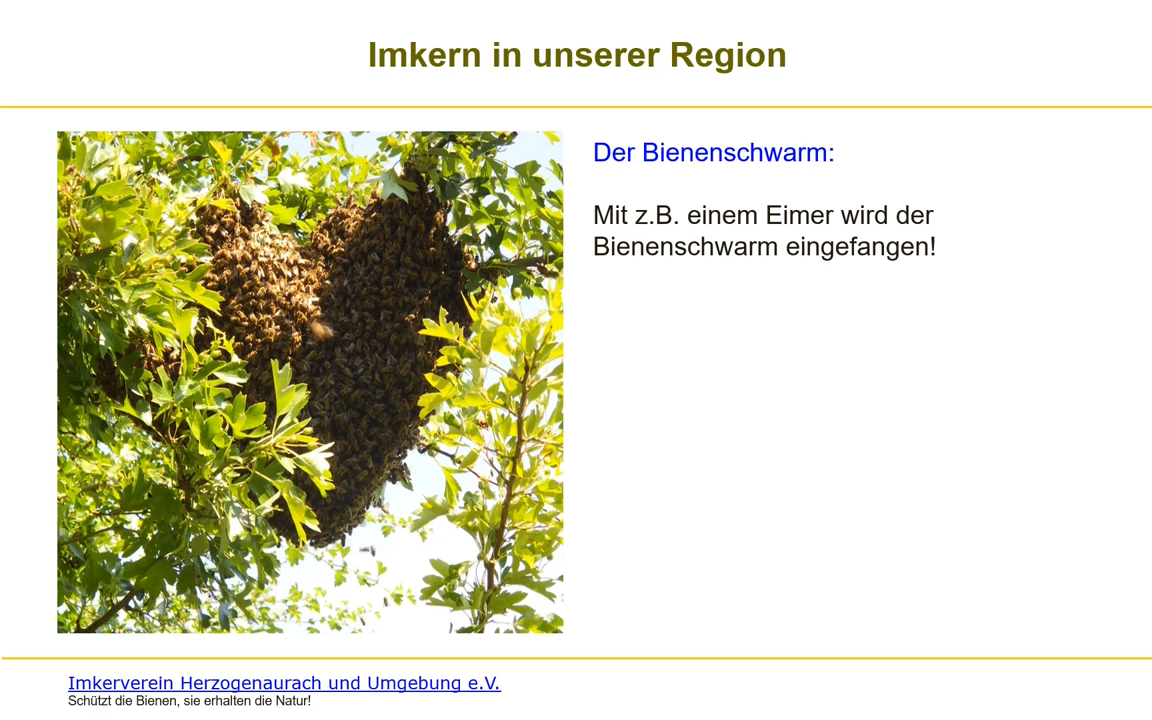 Imkern in unserer Region
Der Bienenschwarm:
Mit z.B. einem Eimer wird der
Bienenschwarm eingefangen!
Imkerverein Herzogenaurach und Umgebung e.V.
Schützt die Bienen, sie erhalten die Natur!